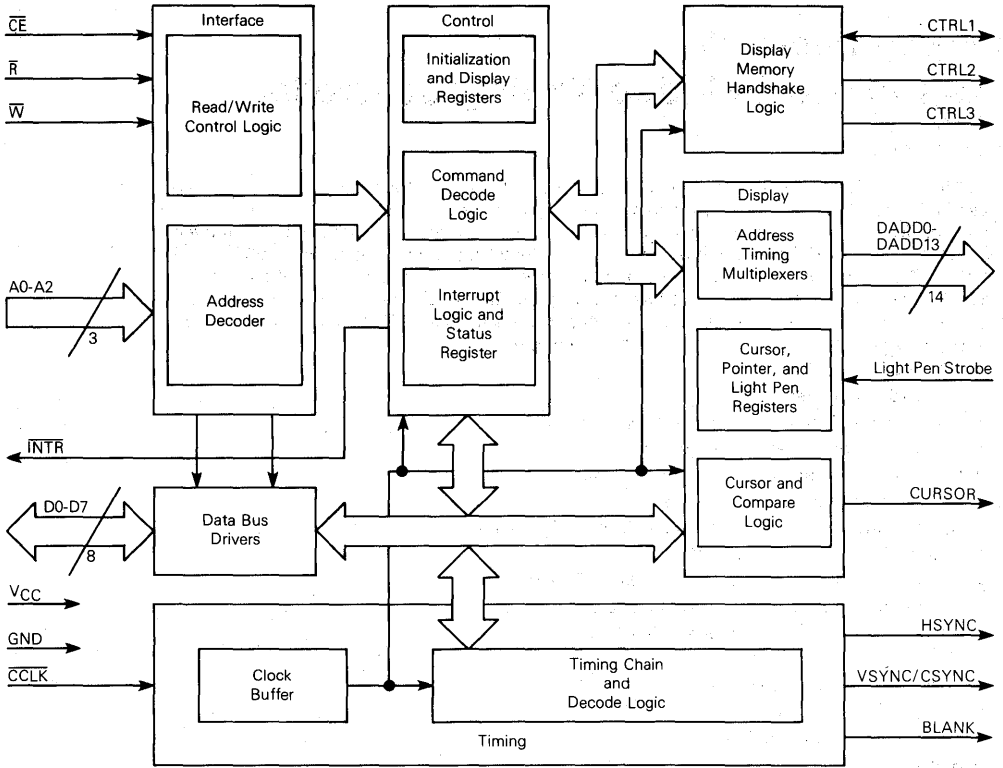 C̅E̅
R̅
W̅
A0-A2
3
I̅N̅T̅R̅
D0-D7
8
VCC
GND
C̅C̅L̅K̅
Interface
Read/Write
Control Logic
Address
Decoder
Data Bus
Drivers
Control
Initialization
and Display
Registers
Command
Decode
Logic
Interrupt
Logic and
Status
Register
Display
Memory
Handshake
Logic
Display
Address
Timing
Multiplexers
Cursor,
Pointer, and
Light Pen
Registers
Cursor and
Compare
Logic
Clock
Buffer
Timing Chain
and
Decode Logic
Timing
CTRL1
CTRL2
CTRL3
DADD0-
DADD13
14
Light Pen Strobe
CURSOR
HSYNC
VSYNC/CSYNC
BLANK